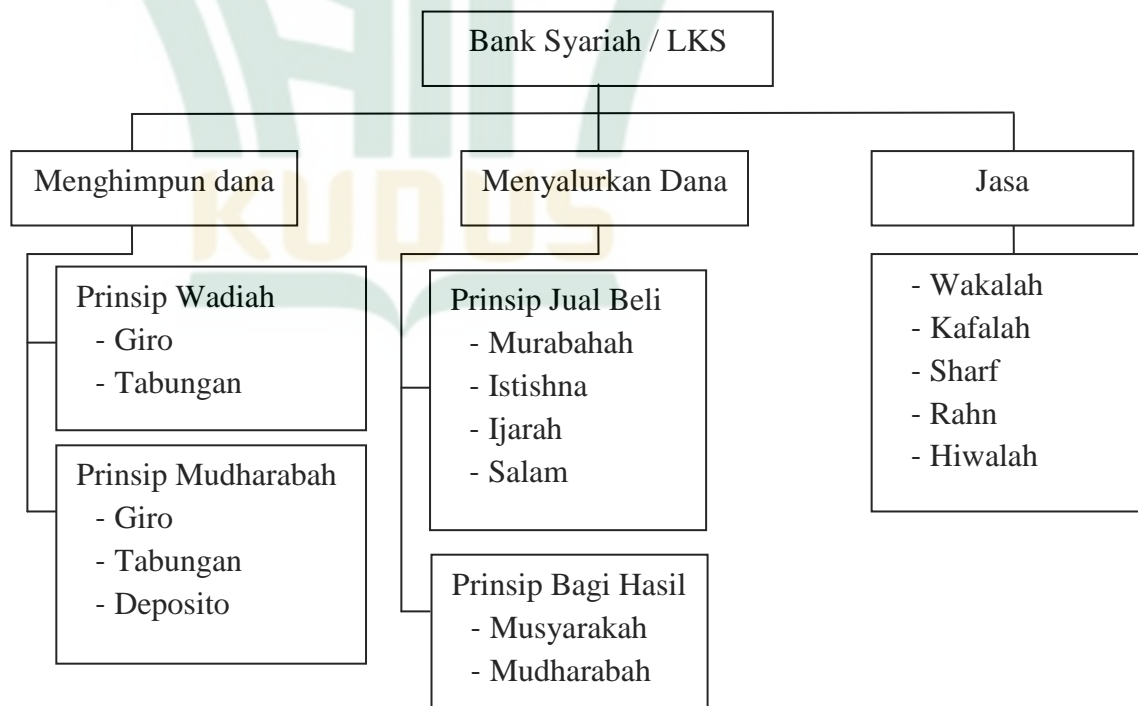 Bank Syariah / LKS
Menghimpun dana
Prinsip Wadiah
- Giro
- Tabungan
Prinsip Mudharabah
- Giro
- Tabungan
- Deposito
Menyalurkan Dana
Prinsip Jual Beli
- Murabahah
- Istishna
- Ijarah
- Salam
Prinsip Bagi Hasil
- Musyarakah
- Mudharabah
Jasa
- Wakalah
- Kafalah
- Sharf
- Rahn
- Hiwalah
KUDUS